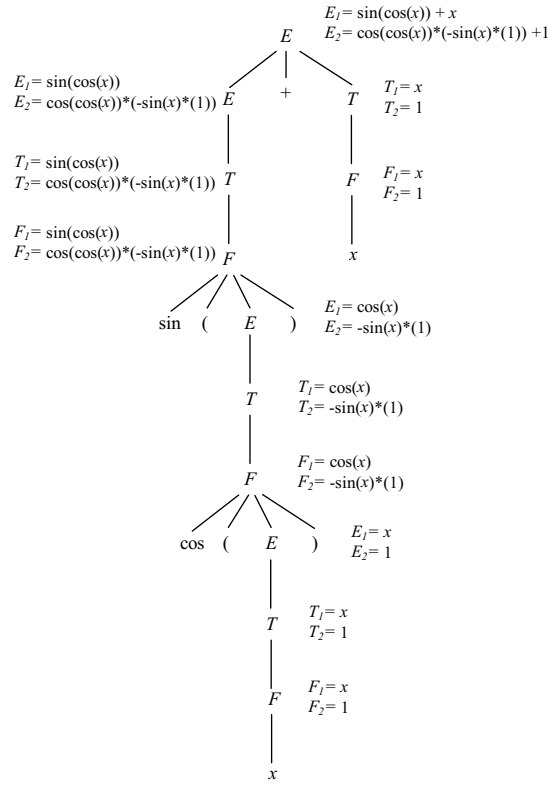 E₁= sin(cos(x)) + x
E₂= cos(cos(x))*(-sin(x)*(1)) +1
E
E₁= sin(cos(x))
E₂= cos(cos(x))*(-sin(x)*(1))
E
+
T
T₁= x
T₂= 1
T₁= sin(cos(x))
T₂= cos(cos(x))*(-sin(x)*(1))
T
F
F₁= x
F₂= 1
F₁= sin(cos(x))
F₂= cos(cos(x))*(-sin(x)*(1))
F
x
sin ( E )
E₁= cos(x)
E₂= -sin(x)*(1)
T
T₁= cos(x)
T₂= -sin(x)*(1)
F
F₁= cos(x)
F₂= -sin(x)*(1)
cos ( E )
E₁= x
E₂= 1
T
T₁= x
T₂= 1
F
F₁= x
F₂= 1
x